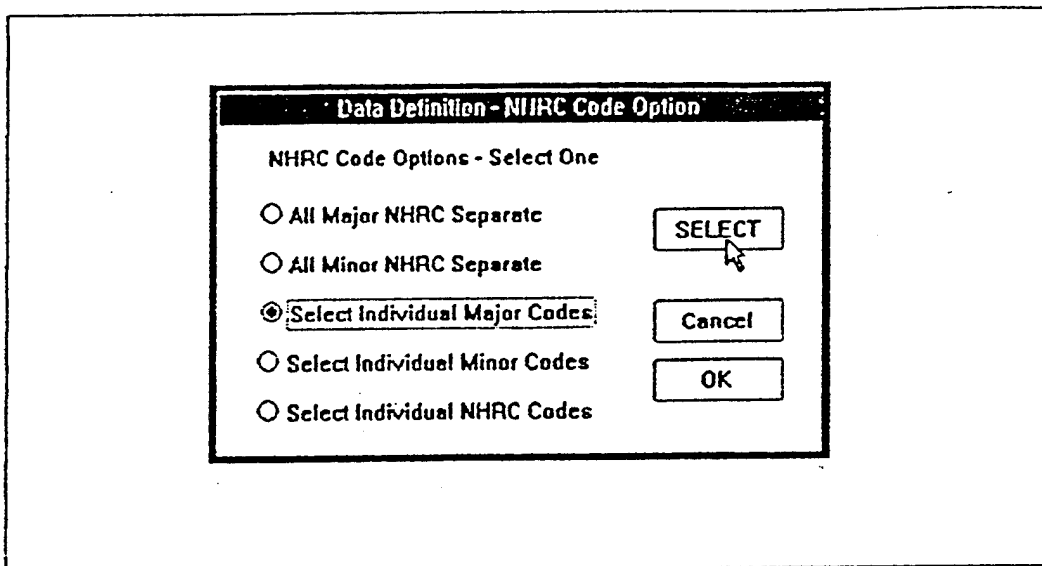 Data Definition - NHRC Code Option
NHRC Code Options - Select One
All Major NHRC Separate
SELECT
All Minor NHRC Separate
Select Individual Major Codes
Cancel
Select Individual Minor Codes
OK
Select Individual NHRC Codes